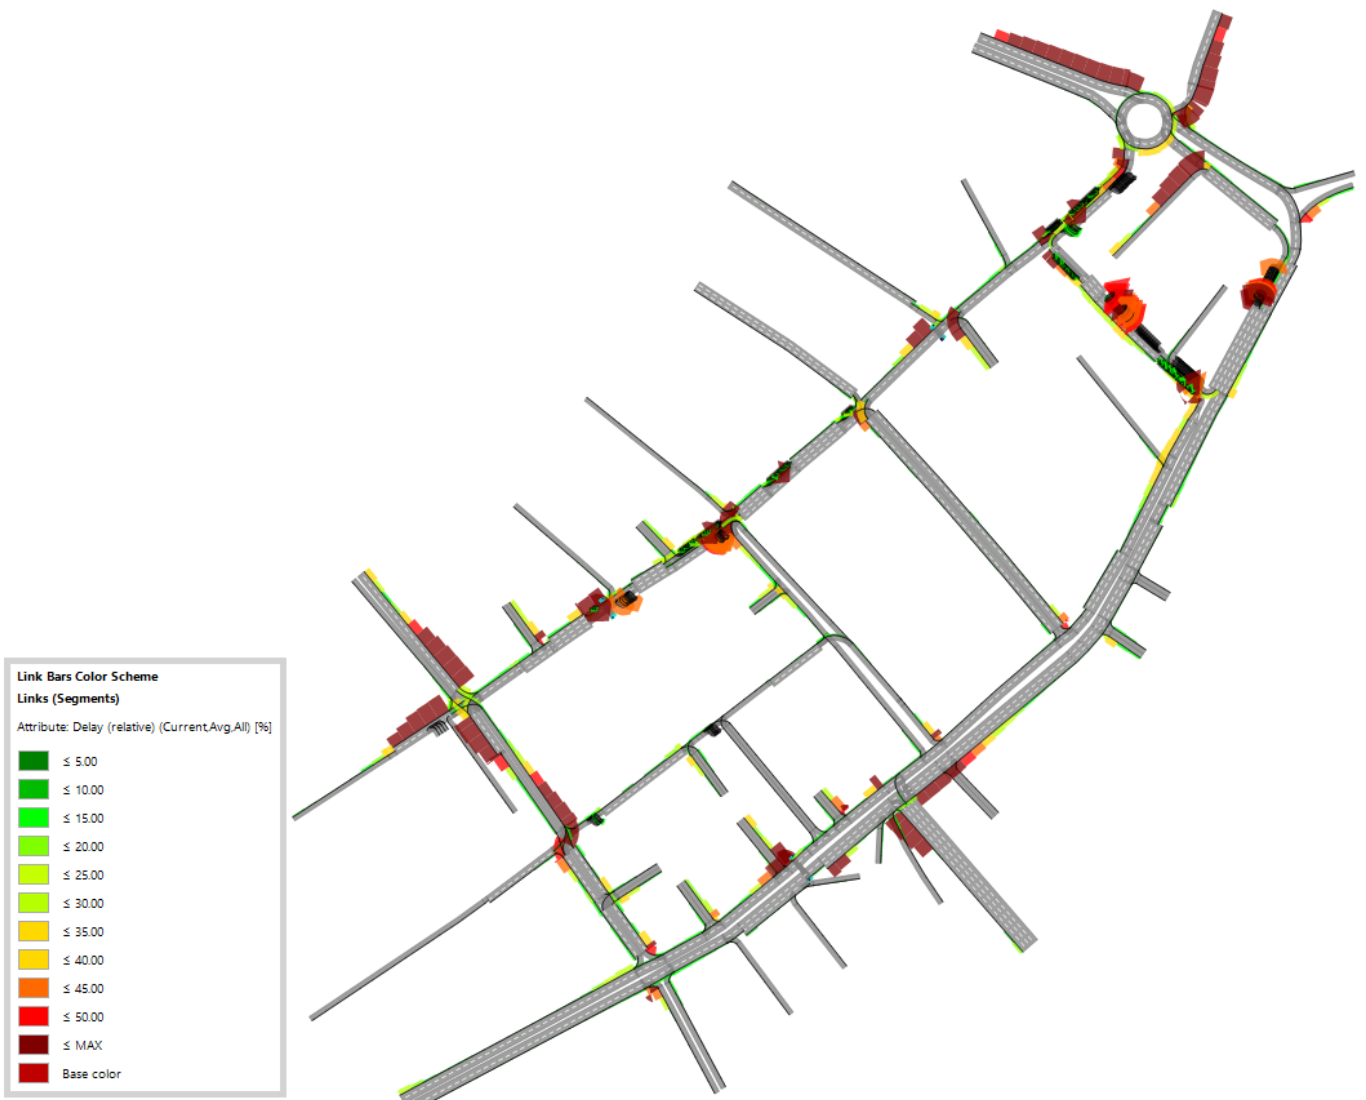 Link Bars Color Scheme
Links (Segments)
Attribute: Delay (relative) (Current,Avg,All) [%]
≤ 5.00
≤ 10.00
≤ 15.00
≤ 20.00
≤ 25.00
≤ 30.00
≤ 35.00
≤ 40.00
≤ 45.00
≤ 50.00
≤ MAX
Base color